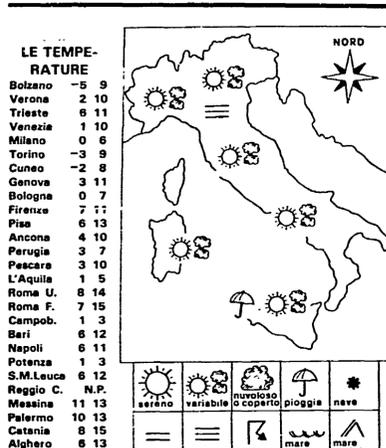 LE TEMPE-
RATURE
Bolzano -5 9
Verona 2 10
Trieste 6 11
Venezia 1 10
Milano 0 6
Torino -3 9
Cuneo -2 8
Genova 3 11
Bologna 0 7
Firenze 7 11
Pisa 6 13
Ancona 4 10
Perugia 3 7
Pescara 3 10
L'Aquila 1 5
Roma U. 8 14
Roma F. 7 15
Campob. 1 3
Bari 6 12
Napoli 6 11
Potenza 1 3
S.M.Leuca 6 12
Reggio C. N.P.
Messina 11 13
Palermo 10 13
Catania 8 15
Alghero 6 13
NORD
sereno variabile nuvoloso o coperto pioggia neve
mare mare